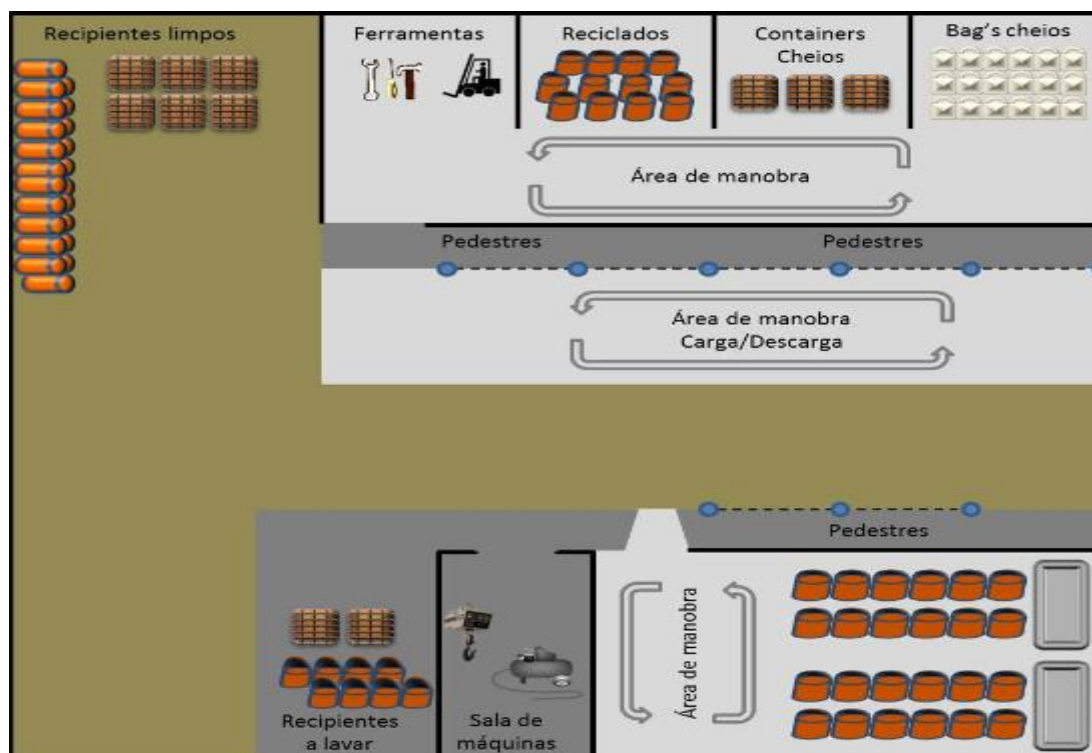 Recipientes limpos
Ferramentas
Reciclados
Containers
Cheios
Bag's cheios
Área de manobra
Pedestres
Pedestres
Área de manobra
Carga/Descarga
Pedestres
Área de manobra
Recipientes
a lavar
Sala de
máquinas